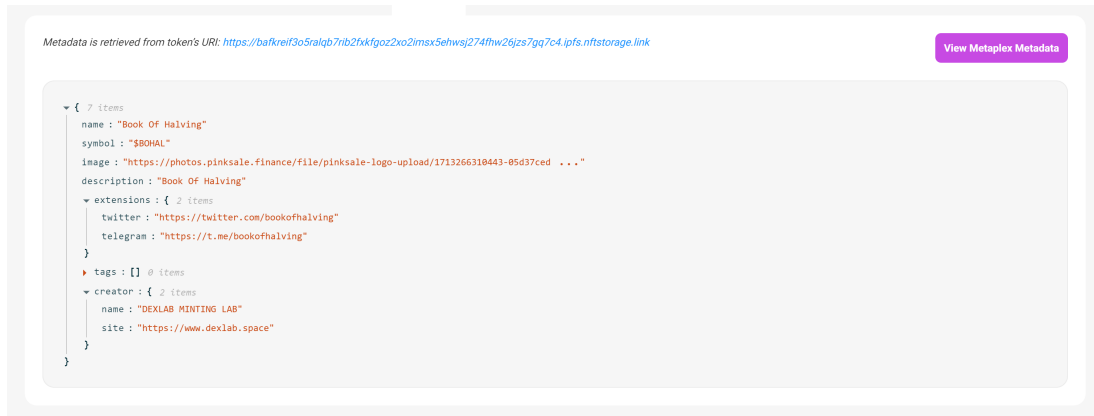 Metadata is retrieved from token's URI: https://bafkreif3o5ralqb7rib2fxkfgoz2xo2imsx5ehwsj274fhw26jzs7gq7c4.ipfs.nftstorage.link
View Metaplex Metadata
{ 7 items
name : "Book Of Halving"
symbol : "$BOHAL"
image : "https://photos.pinksale.finance/file/pinksale-logo-upload/1713266310443-05d37ced ..."
description : "Book Of Halving"
extensions : { 2 items
twitter : "https://twitter.com/bookofhalving"
telegram : "https://t.me/bookofhalving"
}
tags : [] 0 items
creator : { 2 items
name : "DEXLAB MINTING LAB"
site : "https://www.dexlab.space"
}
}